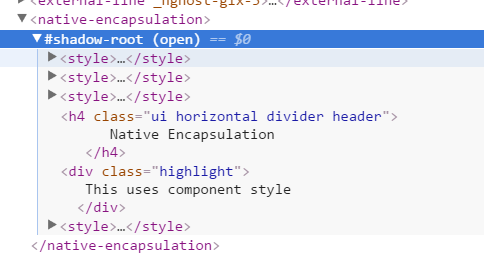 <external-line _nghost-glx-5>…</external-line>
▼<native-encapsulation>
▼#shadow-root (open) == $0
▶<style>…</style>
▶<style>…</style>
▶<style>…</style>
<h4 class="ui horizontal divider header">
Native Encapsulation
</h4>
<div class="highlight">
This uses component style
</div>
▶<style>…</style>
</native-encapsulation>